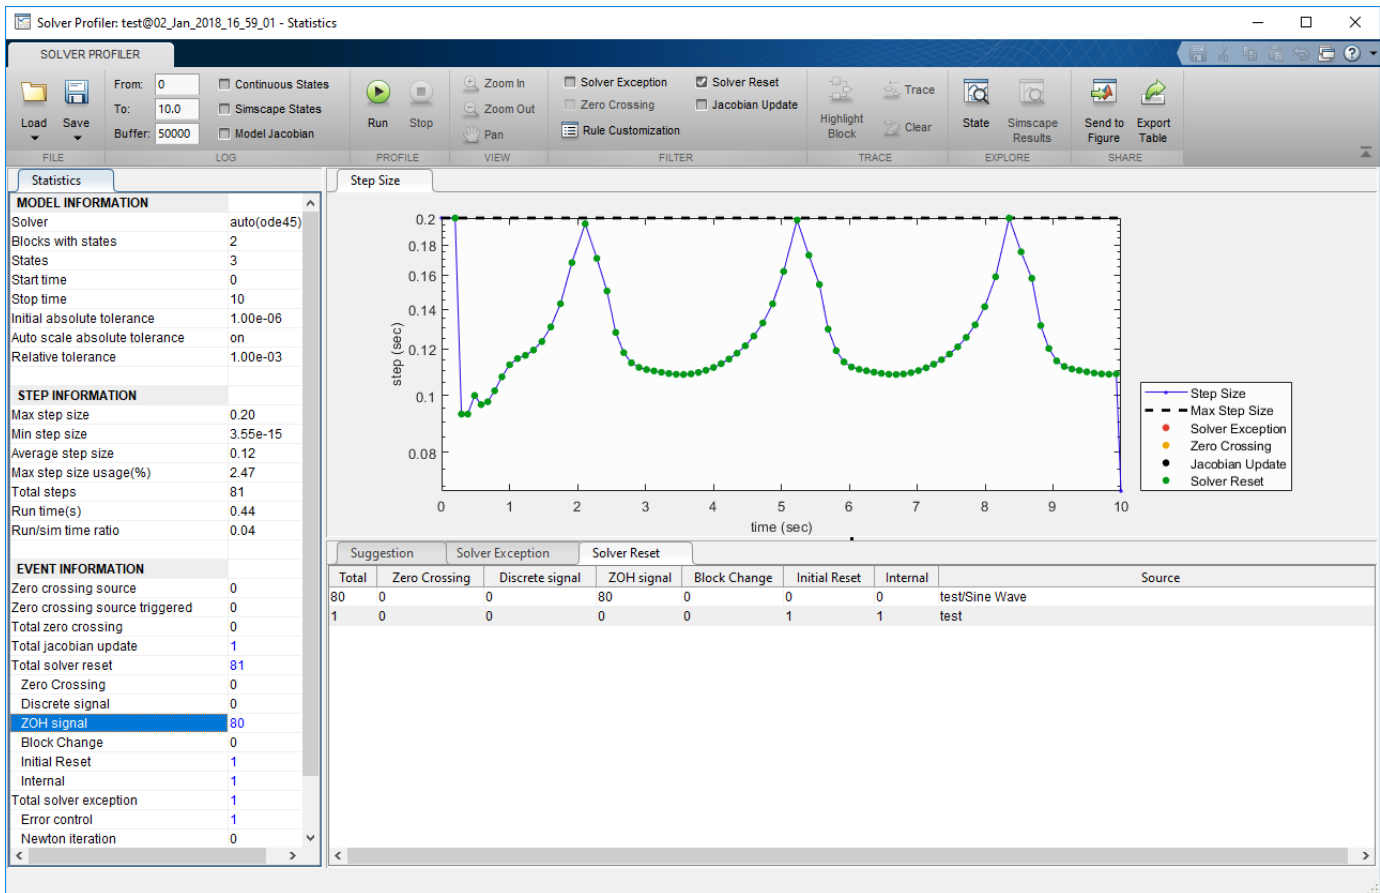 Solver Profiler: test@02_Jan_2018_16_59_01 - Statistics
SOLVER PROFILER
Load
Save
FILE
From: 0
To: 10.0
Buffer: 50000
Continuous States
Simscape States
Model Jacobian
LOG
Run
Stop
PROFILE
Zoom In
Zoom Out
Pan
VIEW
Solver Exception
Zero Crossing
Rule Customization
Solver Reset
Jacobian Update
FILTER
Highlight
Block
Trace
Clear
TRACE
State
Simscape
Results
EXPLORE
Send to
Figure
Export
Table
SHARE
Statistics
MODEL INFORMATION
Solver auto(ode45)
Blocks with states 2
States 3
Start time 0
Stop time 10
Initial absolute tolerance 1.00e-06
Auto scale absolute tolerance on
Relative tolerance 1.00e-03
STEP INFORMATION
Max step size 0.20
Min step size 3.55e-15
Average step size 0.12
Max step size usage(%) 2.47
Total steps 81
Run time(s) 0.44
Run/sim time ratio 0.04
EVENT INFORMATION
Zero crossing source 0
Zero crossing source triggered 0
Total zero crossing 0
Total jacobian update 1
Total solver reset 81
Zero Crossing 0
Discrete signal 0
ZOH signal 80
Block Change 0
Initial Reset 1
Internal 1
Total solver exception 1
Error control 1
Newton iteration 0
Step Size
0.2
0.18
0.16
0.14
0.12
0.1
0.08
step (sec)
0 1 2 3 4 5 6 7 8 9 10
time (sec)
Step Size
Max Step Size
Solver Exception
Zero Crossing
Jacobian Update
Solver Reset
Suggestion Solver Exception Solver Reset
Total Zero Crossing Discrete signal ZOH signal Block Change Initial Reset Internal Source
80 0 0 80 0 0 0 test/Sine Wave
1 0 0 0 0 1 1 test